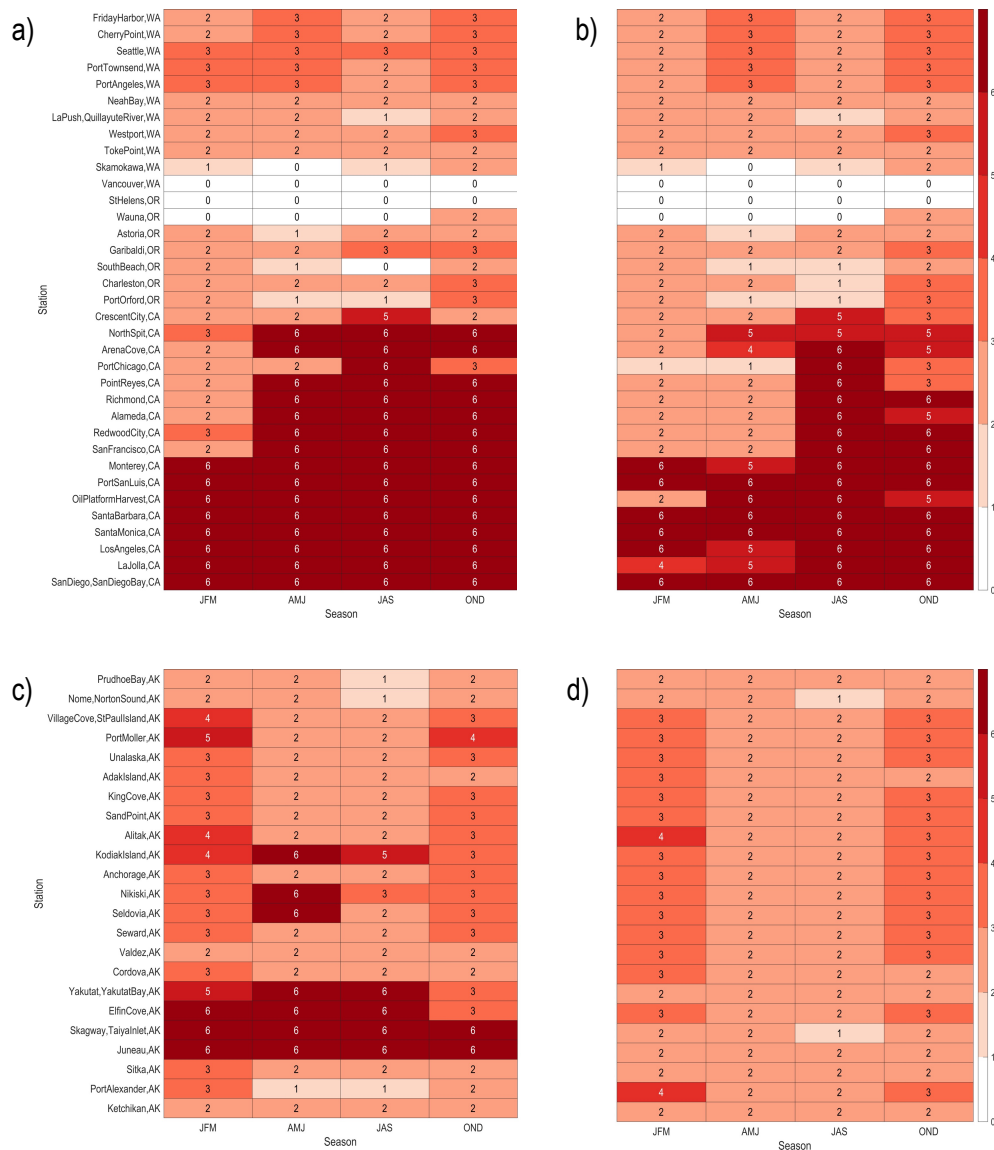 a)
FridayHarbor,WA 2 3 2 3
CherryPoint,WA 2 3 2 3
Seattle,WA 3 3 3 3
PortTownsend,WA 3 3 2 3
PortAngeles,WA 3 3 2 3
NeahBay,WA 2 2 2 2
LaPush,QuillayuteRiver,WA 2 2 1 2
Westport,WA 2 2 2 3
TokePoint,WA 2 2 2 2
Skamokawa,WA 1 0 1 2
Vancouver,WA 0 0 0 0
StHelens,OR 0 0 0 0
Wauna,OR 0 0 0 2
Astoria,OR 2 1 2 2
Garibaldi,OR 2 2 3 3
SouthBeach,OR 2 1 0 2
Charleston,OR 2 2 2 3
PortOrford,OR 2 1 1 3
CrescentCity,CA 2 2 5 2
NorthSpit,CA 3 6 6 6
ArenaCove,CA 2 6 6 6
PortChicago,CA 2 2 6 3
PointReyes,CA 2 6 6 6
Richmond,CA 2 6 6 6
Alameda,CA 2 6 6 6
RedwoodCity,CA 3 6 6 6
SanFrancisco,CA 2 6 6 6
Monterey,CA 6 6 6 6
PortSanLuis,CA 6 6 6 6
OilPlatformHarvest,CA 6 6 6 6
SantaBarbara,CA 6 6 6 6
SantaMonica,CA 6 6 6 6
LosAngeles,CA 6 6 6 6
LaJolla,CA 6 6 6 6
SanDiego,SanDiegoBay,CA 6 6 6 6
JFM AMJ JAS OND
Season
Station
b)
2 3 2 3
2 3 2 3
2 3 2 3
2 3 2 3
2 3 2 3
2 2 2 2
2 2 1 2
2 2 2 3
2 2 2 2
1 0 1 2
0 0 0 0
0 0 0 0
0 0 0 2
2 1 2 2
2 2 2 3
2 1 1 2
2 2 1 3
2 1 1 3
2 2 5 3
2 5 5 5
2 4 6 5
1 1 6 3
2 2 6 3
2 2 6 6
2 2 6 5
2 2 6 6
2 2 6 6
6 5 6 6
6 6 6 6
2 6 6 5
6 6 6 6
6 6 6 6
6 5 6 6
4 5 6 6
6 6 6 6
JFM AMJ JAS OND
Season
6
5
4
3
2
1
0
c)
PrudhoeBay,AK 2 2 1 2
Nome,NortonSound,AK 2 2 1 2
VillageCove,StPaulIsland,AK 4 2 2 3
PortMoller,AK 5 2 2 4
Unalaska,AK 3 2 2 3
AdakIsland,AK 3 2 2 2
KingCove,AK 3 2 2 3
SandPoint,AK 3 2 2 3
Alitak,AK 4 2 2 3
KodiakIsland,AK 4 6 5 3
Anchorage,AK 3 2 2 3
Nikiski,AK 3 6 3 3
Seldovia,AK 3 6 2 3
Seward,AK 3 2 2 3
Valdez,AK 2 2 2 2
Cordova,AK 3 2 2 2
Yakutat,YakutatBay,AK 5 6 6 3
ElfinCove,AK 6 6 6 3
Skagway,TaiyaInlet,AK 6 6 6 6
Juneau,AK 6 6 6 6
Sitka,AK 3 2 2 2
PortAlexander,AK 3 1 1 2
Ketchikan,AK 2 2 2 2
JFM AMJ JAS OND
Season
Station
d)
2 2 2 2
2 2 1 2
3 2 2 3
3 2 2 3
3 2 2 3
3 2 2 2
3 2 2 3
3 2 2 3
4 2 2 3
3 2 2 3
3 2 2 3
3 2 2 3
3 2 2 3
3 2 2 3
3 2 2 3
3 2 2 2
2 2 2 2
3 2 2 3
2 2 1 2
2 2 2 2
2 2 2 2
4 2 2 3
2 2 2 2
JFM AMJ JAS OND
Season
6
5
4
3
2
1
0